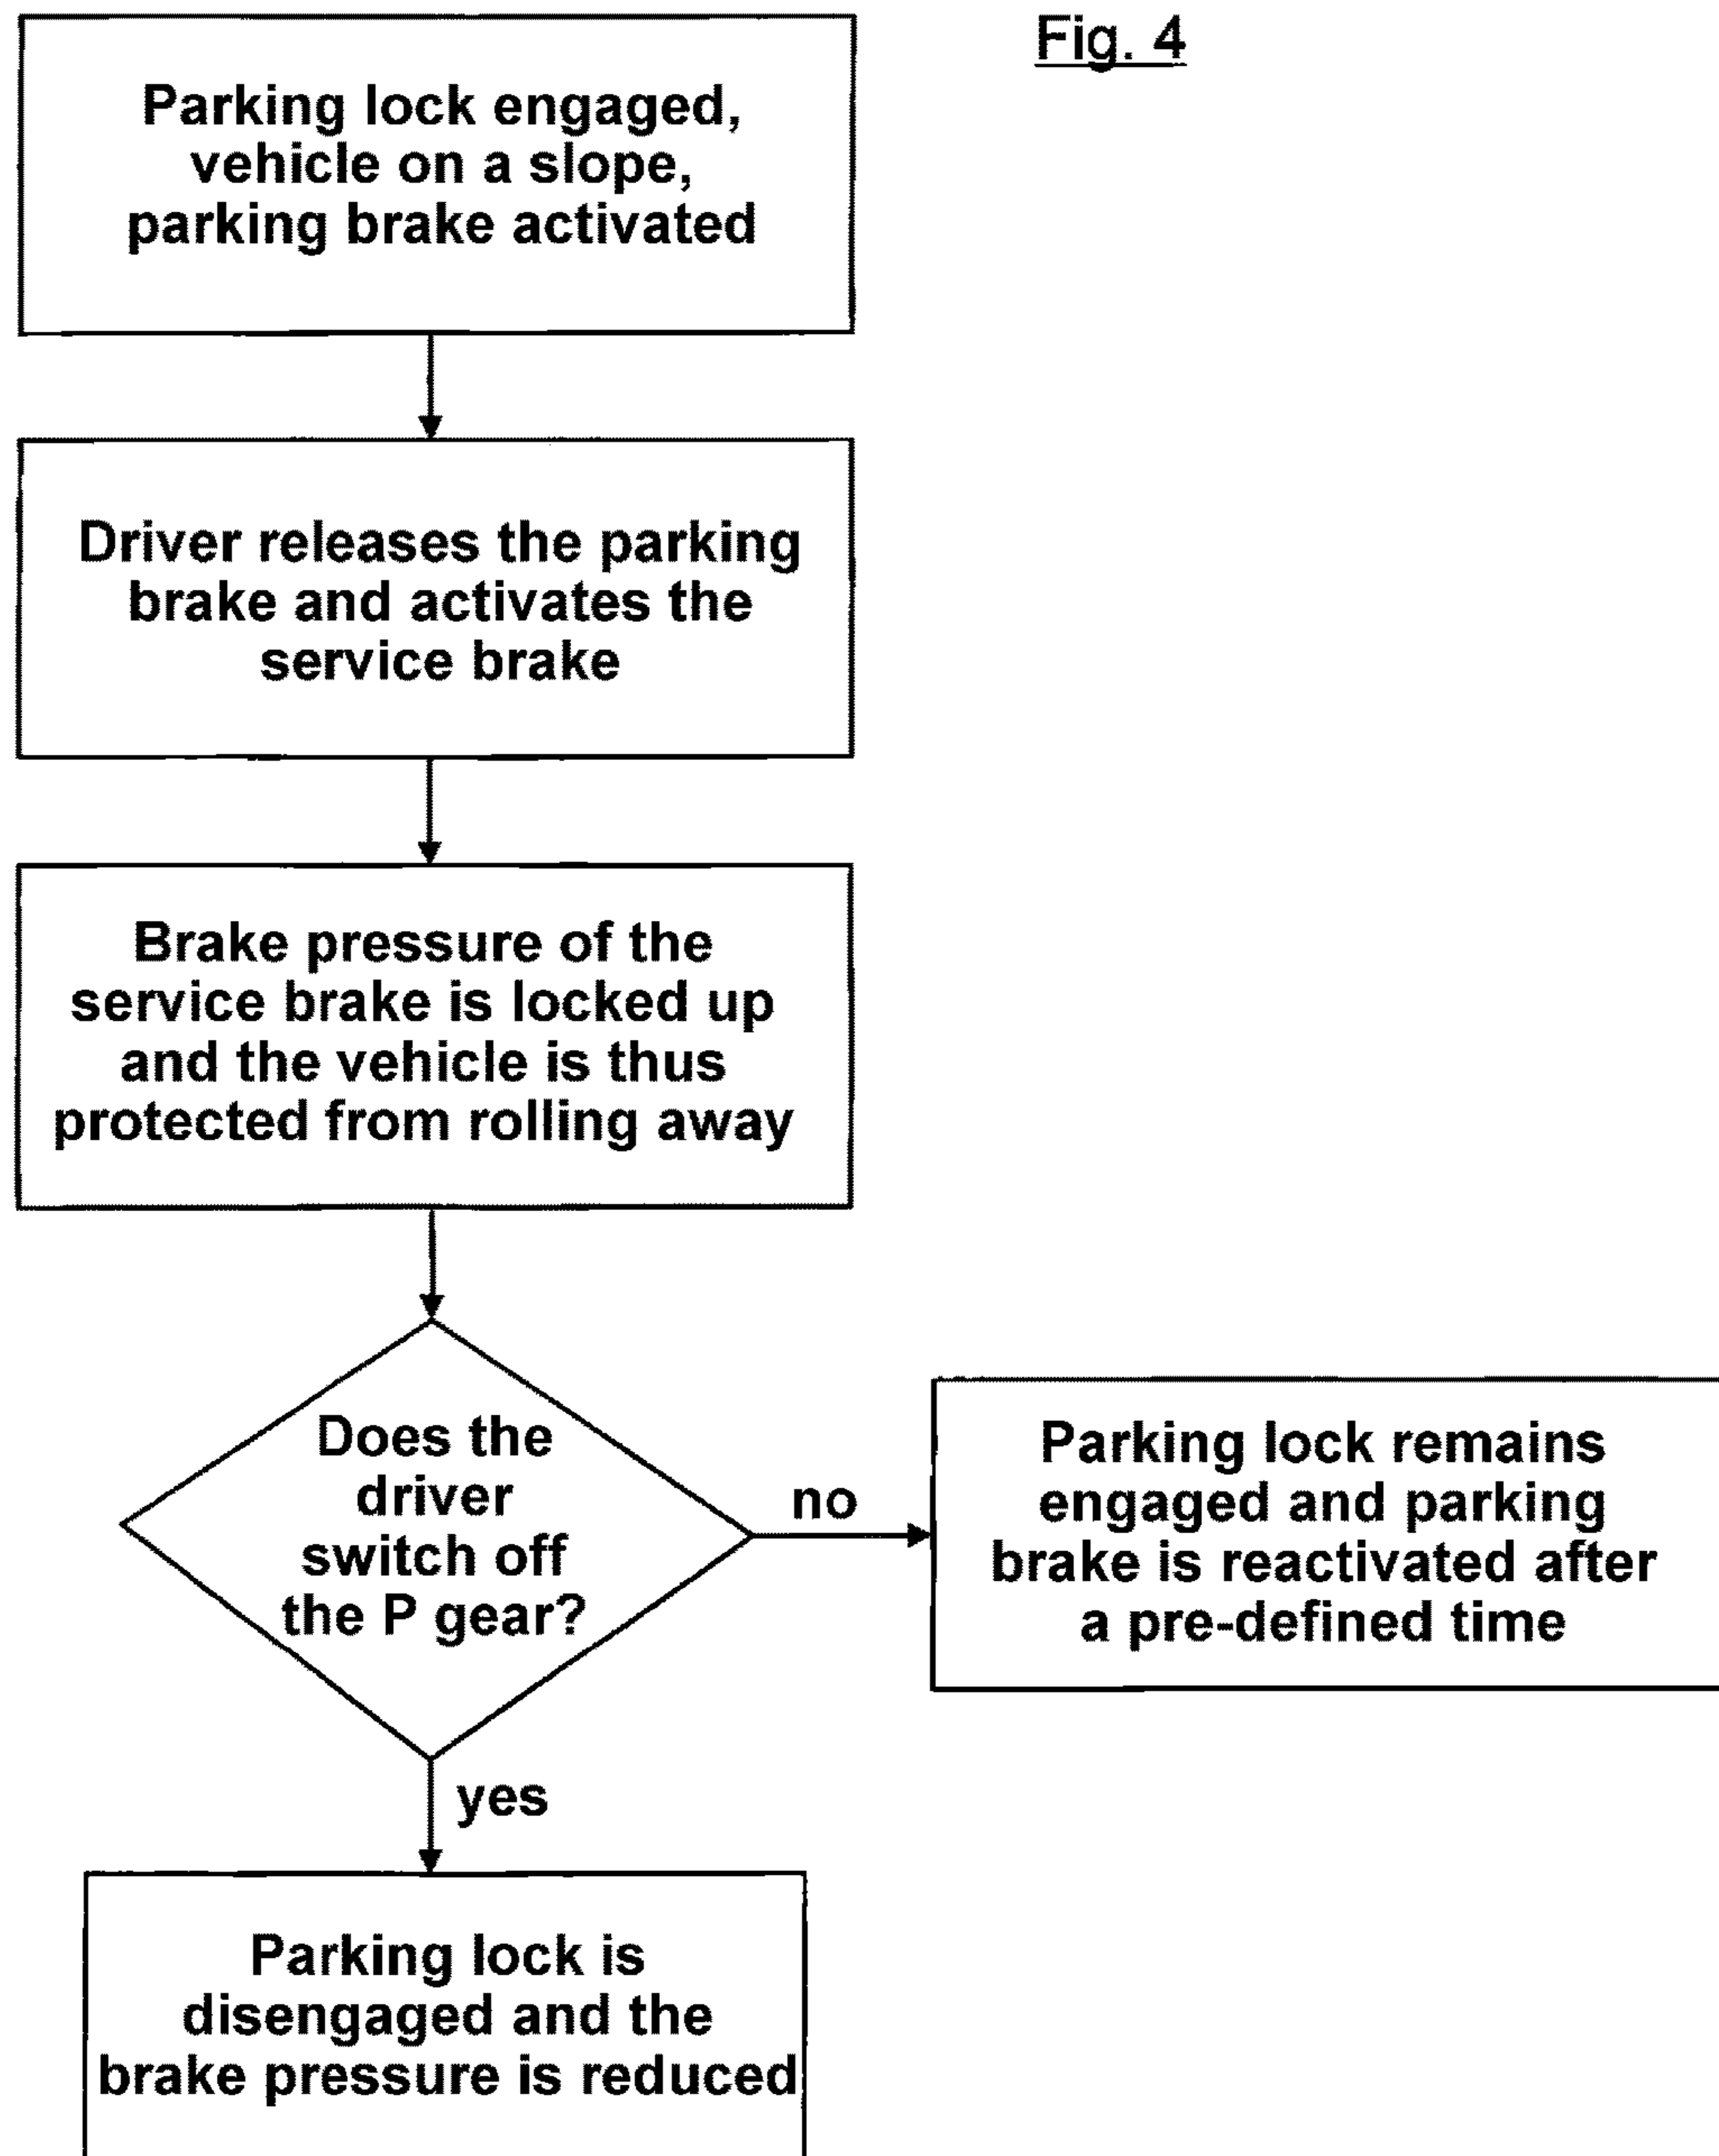 Fig. 4
Parking lock engaged,
vehicle on a slope,
parking brake activated
Driver releases the parking
brake and activates the
service brake
Brake pressure of the
service brake is locked up
and the vehicle is thus
protected from rolling away
Does the
driver
switch off
the P gear?
no
Parking lock remains
engaged and parking
brake is reactivated after
a pre-defined time
yes
Parking lock is
disengaged and the
brake pressure is reduced